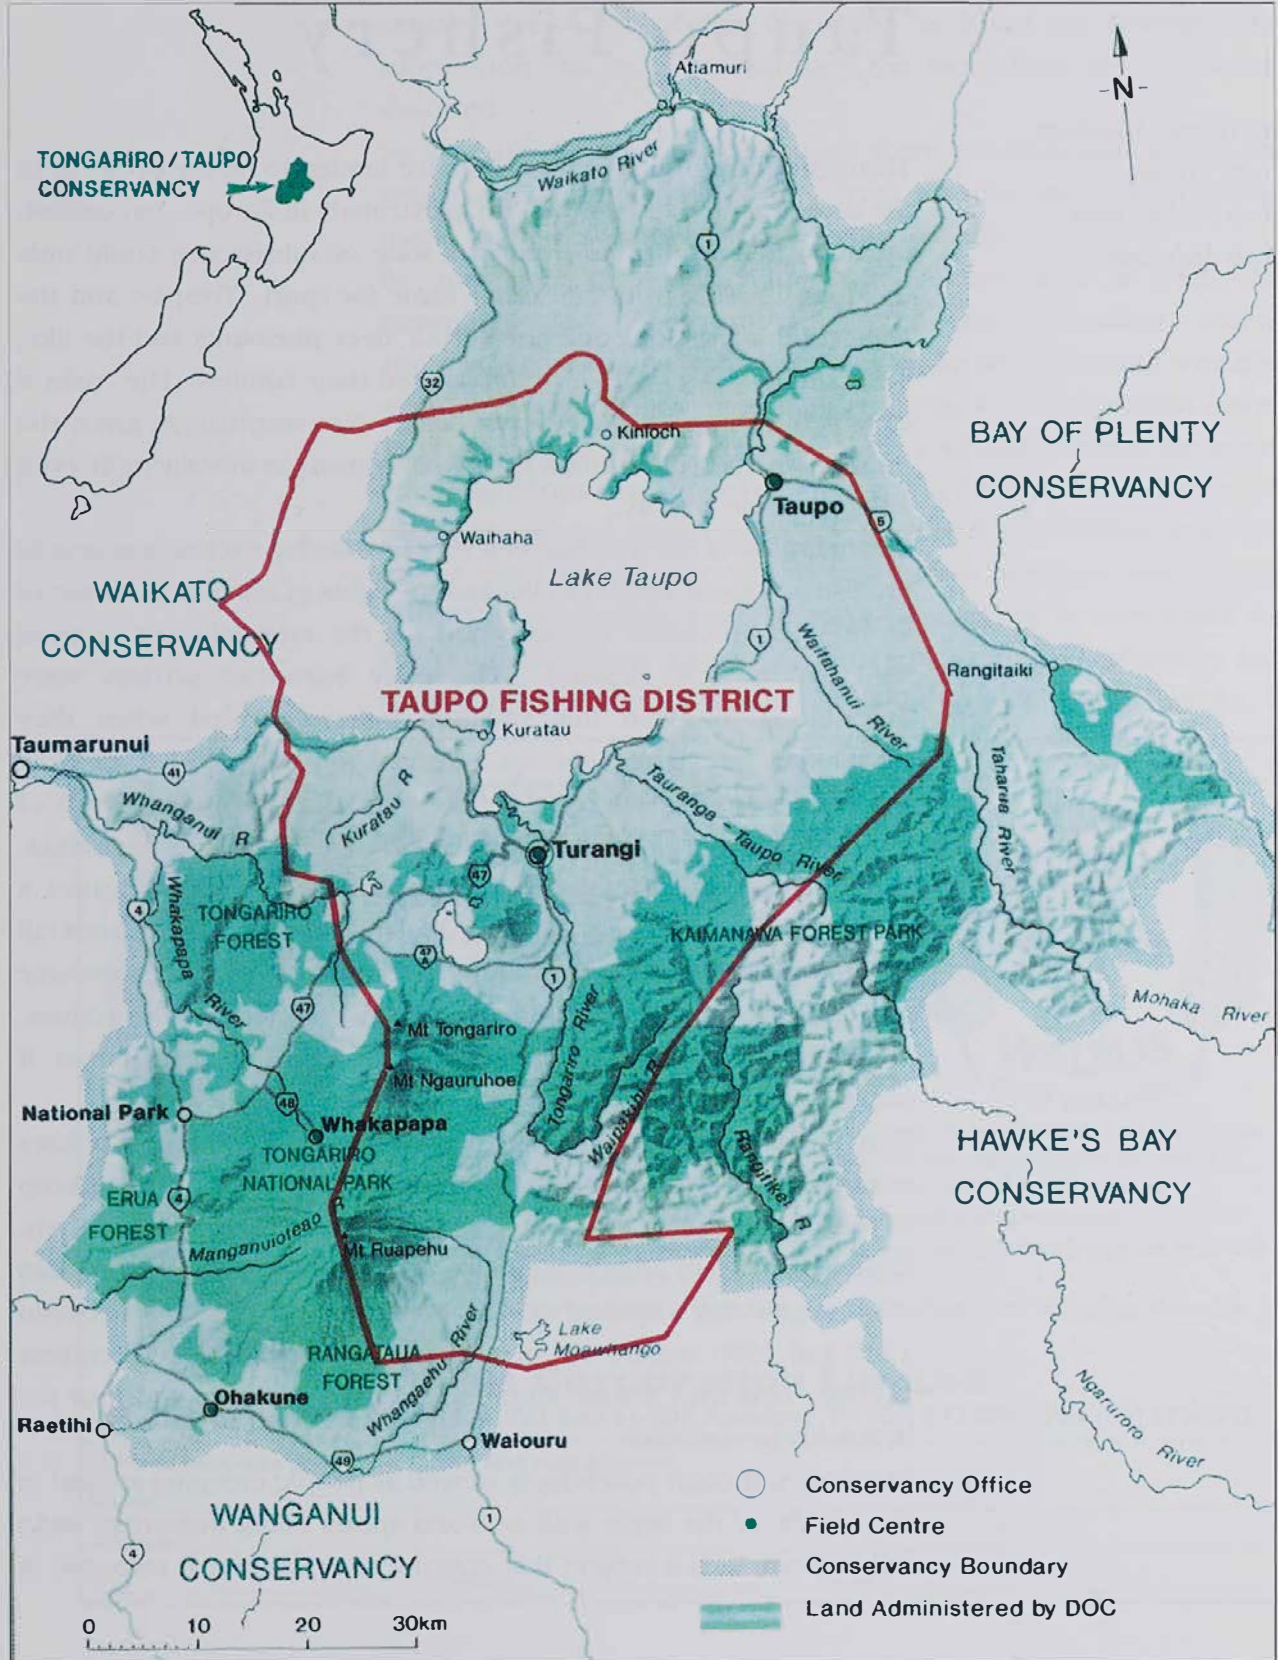 Atiamuri
-N-
TONGARIRO/TAUPO
CONSERVANCY
Waikato River
1
32
Kinloch
BAY OF PLENTY
CONSERVANCY
Taupo
5
Waihaha
Lake Taupo
WAIKATO
CONSERVANCY
1
Waitahanui River
Rangitaiki
TAUPO FISHING DISTRICT
Kuratau
Taumarunui
41
Whanganui R
Kuratau R
Tauranga - Taupo River
Taharua River
Turangi
47
4
Whakapapa River
TONGARIRO
FOREST
KAIMANAWA FOREST PARK
47A
1
47
Mohaka River
Mt Tongariro
Tongariro River
Mt Ngauruhoe
Waipakihi R
National Park
48
Whakapapa
TONGARIRO
NATIONAL PARK
Rangitikei R
HAWKE'S BAY
CONSERVANCY
ERUA
FOREST
4
Manganuioteao R
Mt Ruapehu
Lake
Moawhango
RANGATAUA
FOREST
Whangaehu River
Ohakune
Raetihi
Waiouru
49
Ngaruroro River
WANGANUI
CONSERVANCY
1
4
Conservancy Office
Field Centre
Conservancy Boundary
Land Administered by DOC
0 10 20 30km